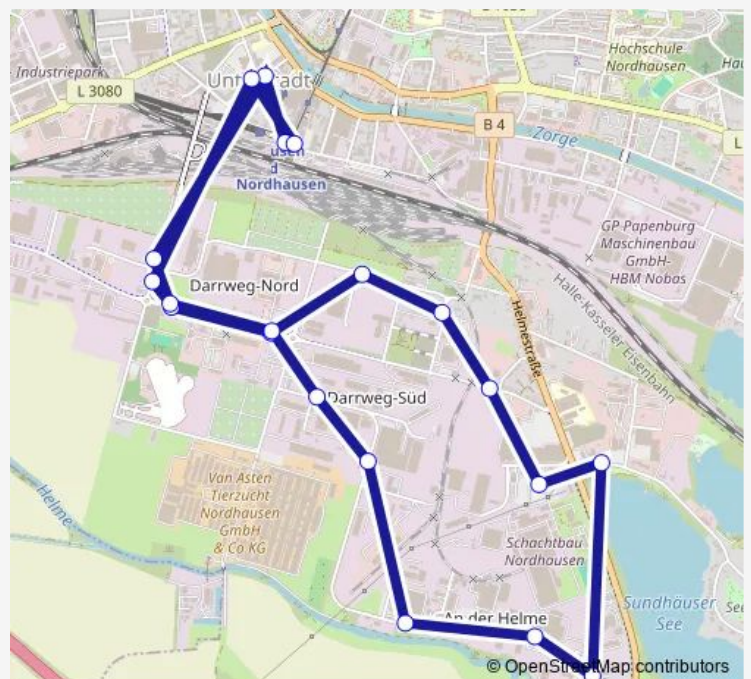 B 4030
Hochschule
Nordhausen
Industriepark
Unterstadt
L 3080
B 4
Zorge
L
Nordhausen
GP Papenburg
Maschinenbau
GmbH-
HBM Nobas
Darrweg-Nord
Halle-Kasseler Eisenbahn
Helmestraße
Darrweg-Süd
Van Asten
Tierzucht
Nordhausen
GmbH
& Co KG
Helme
Schachtbau
Nordhausen
An der Helme
Sundhäuser
See
See
© OpenStreetMap contributors